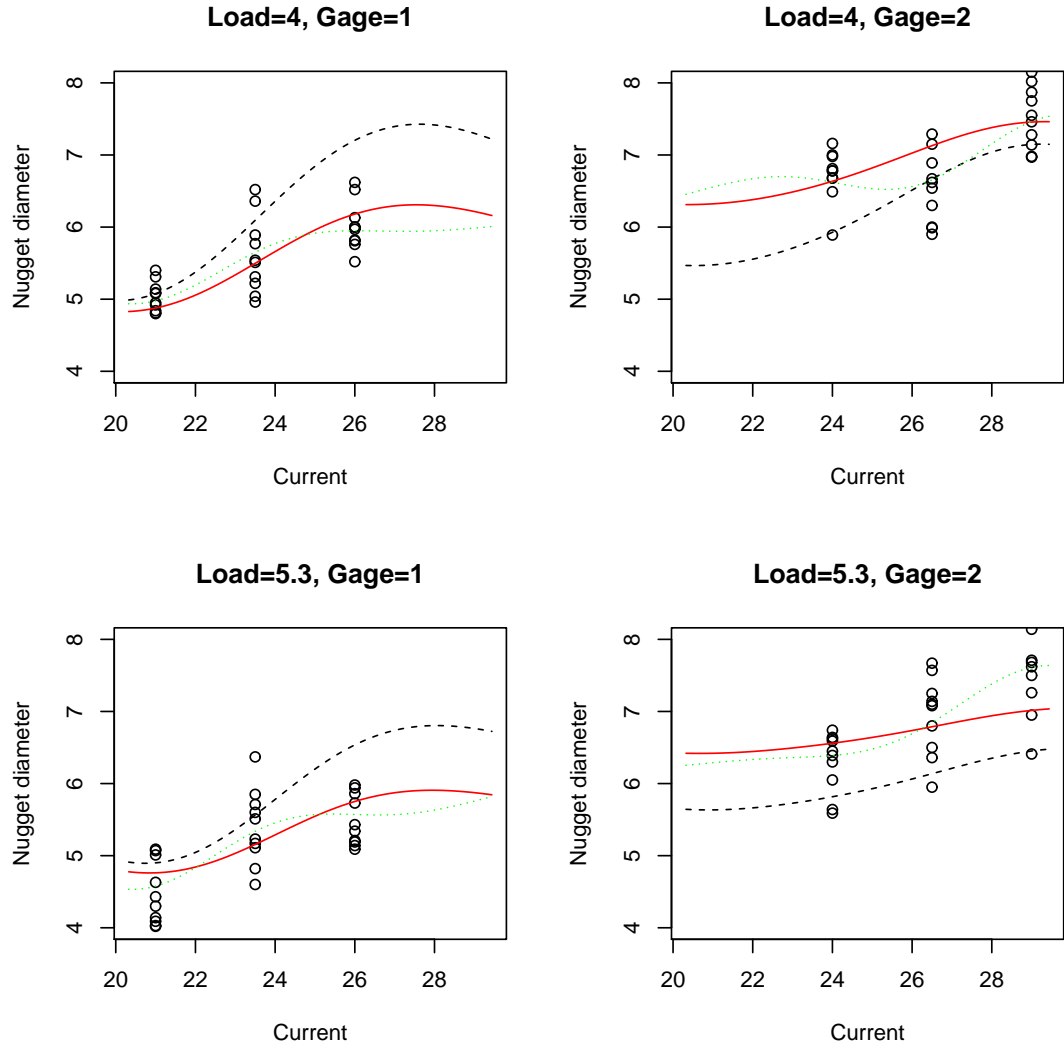 Load=4, Gage=1
Nugget diameter
8
7
6
5
4
20 22 24 26 28
Current
Load=4, Gage=2
Nugget diameter
8
7
6
5
4
20 22 24 26 28
Current
Load=5.3, Gage=1
Nugget diameter
8
7
6
5
4
20 22 24 26 28
Current
Load=5.3, Gage=2
Nugget diameter
8
7
6
5
4
20 22 24 26 28
Current